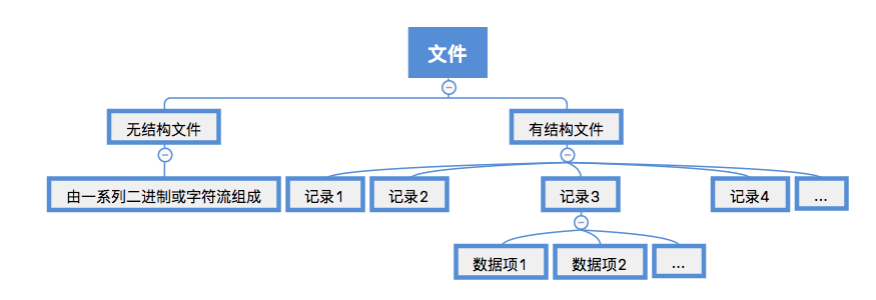 文件
无结构文件
有结构文件
由一系列二进制或字符流组成
记录1
记录2
记录3
记录4
...
数据项1
数据项2
...